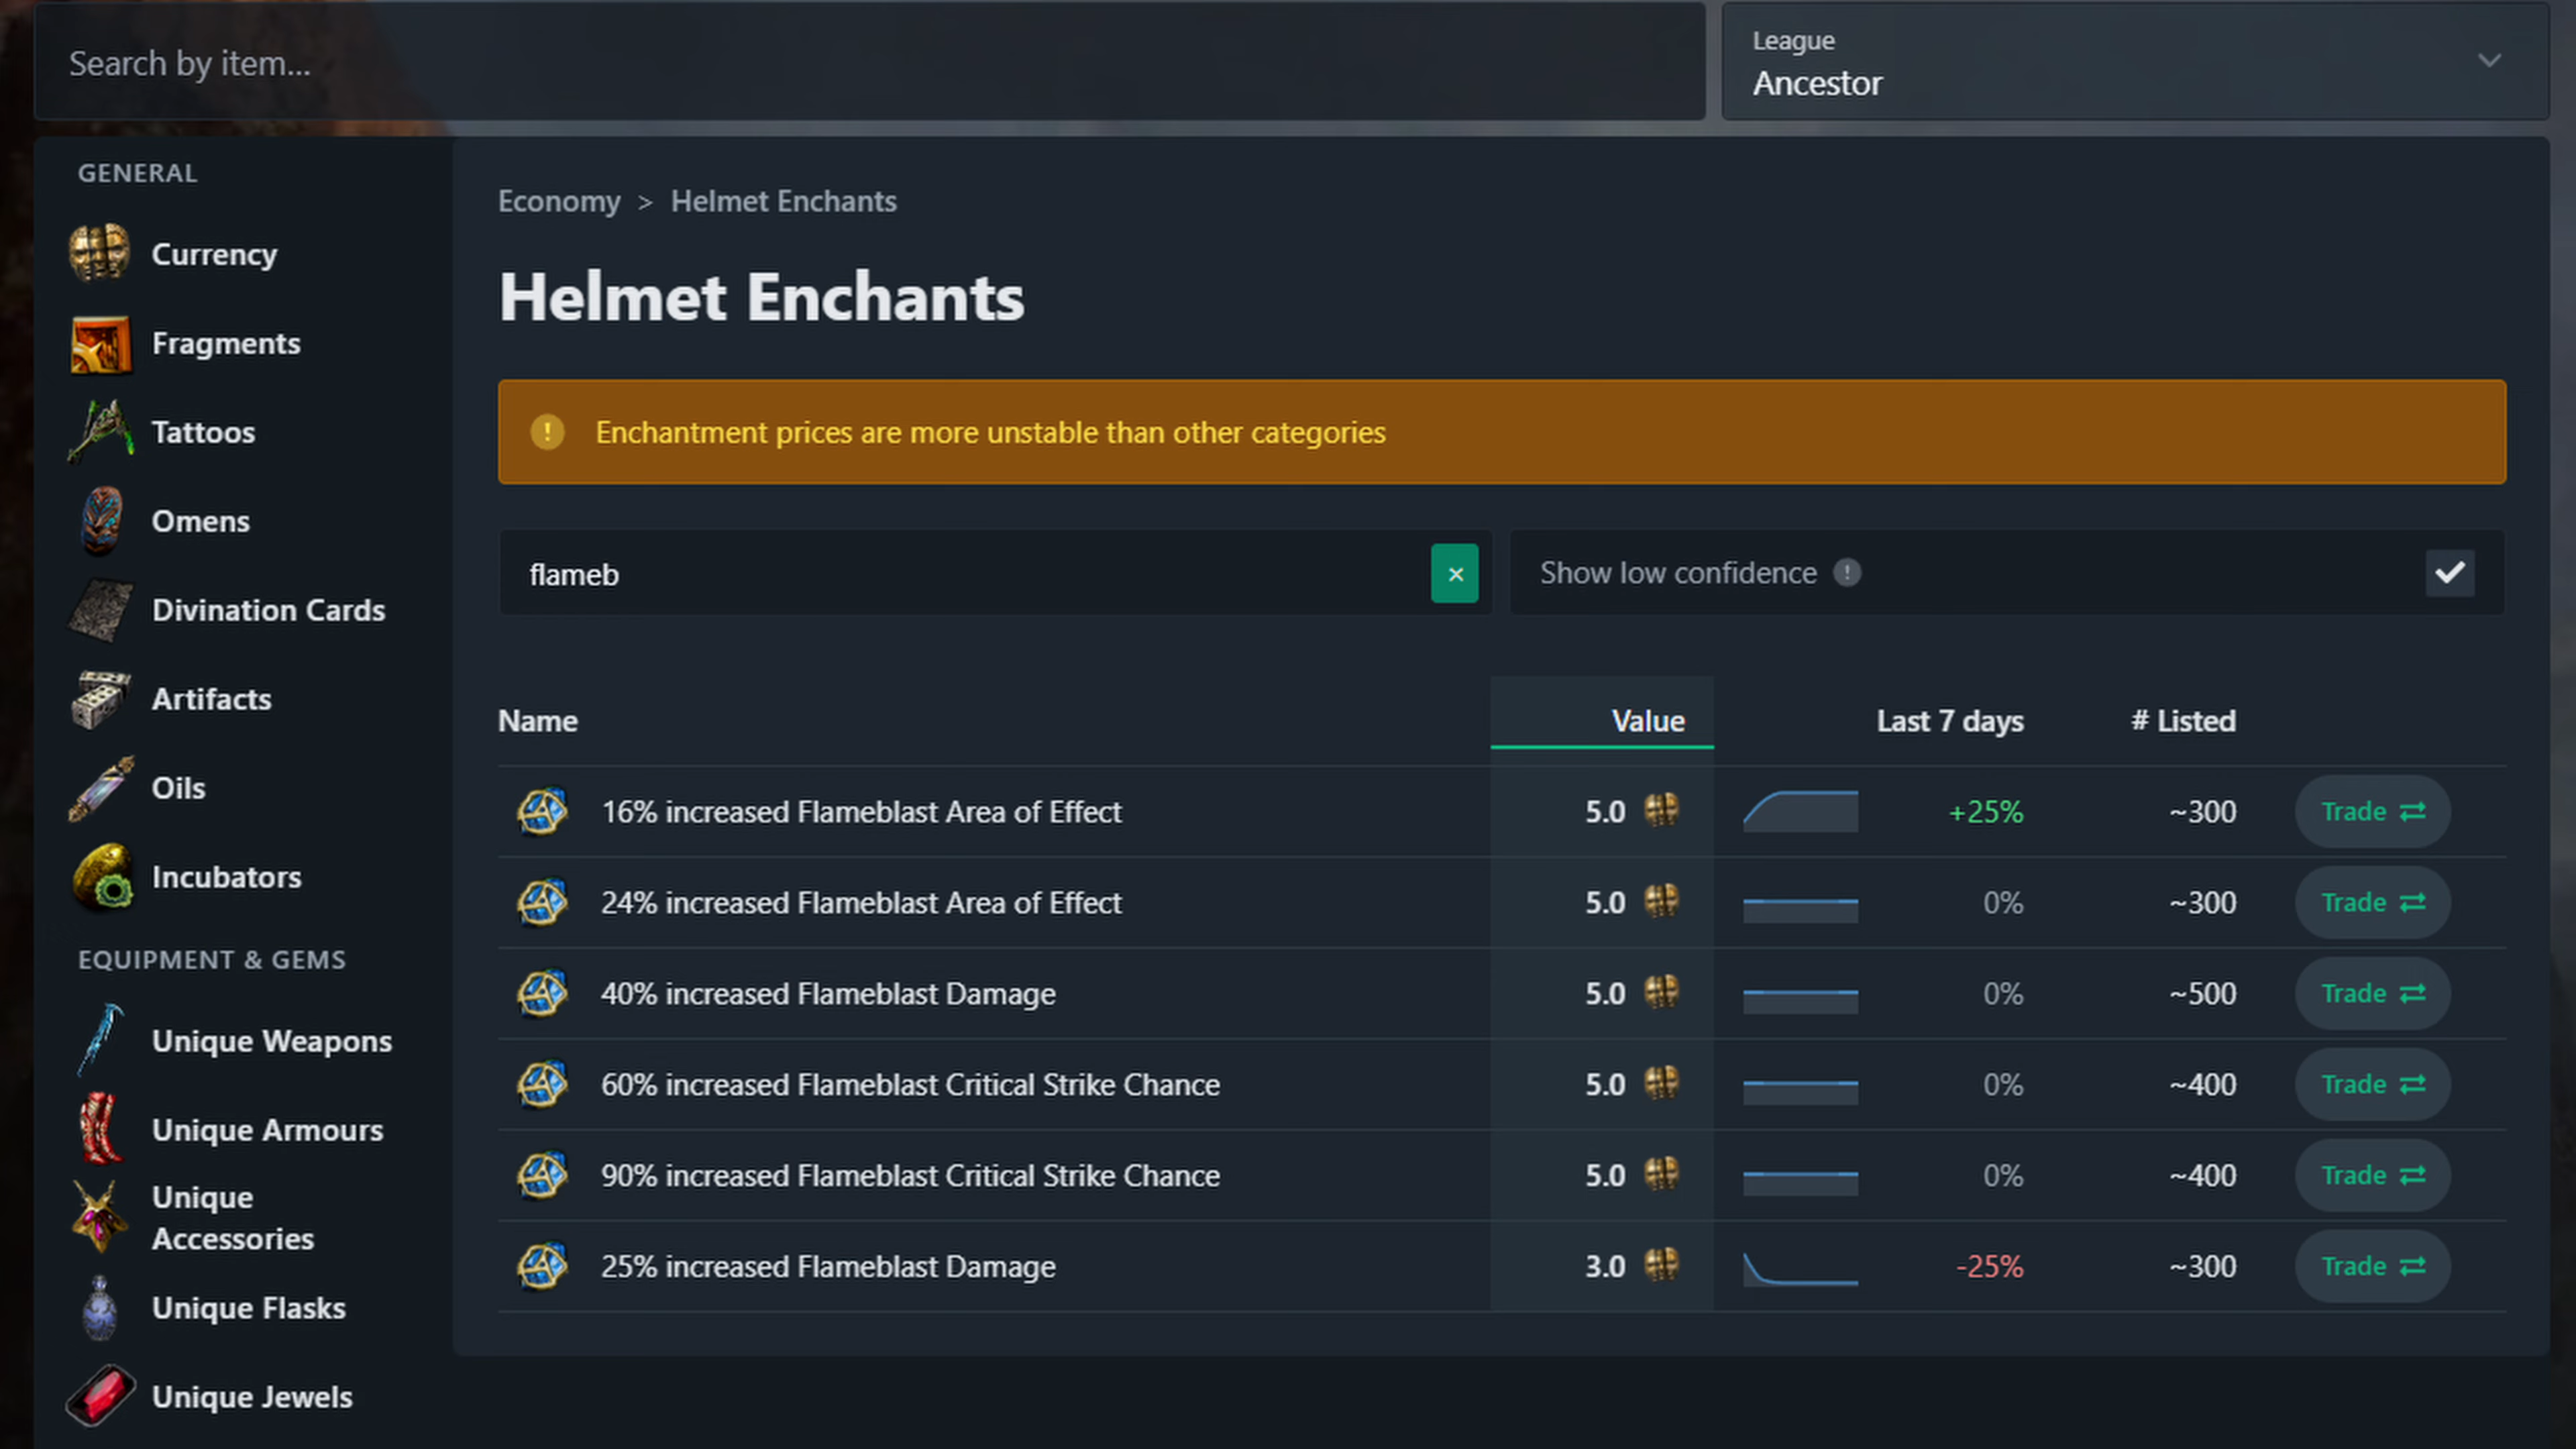 Search by item...
League
Ancestor
GENERAL
Currency
Fragments
Tattoos
Omens
Divination Cards
Artifacts
Oils
Incubators
EQUIPMENT & GEMS
Unique Weapons
Unique Armours
Unique
Accessories
Unique Flasks
Unique Jewels
Economy > Helmet Enchants
Helmet Enchants
! Enchantment prices are more unstable than other categories
flameb ×
Show low confidence !
Name Value Last 7 days # Listed
16% increased Flameblast Area of Effect 5.0 +25% ~300 Trade
24% increased Flameblast Area of Effect 5.0 0% ~300 Trade
40% increased Flameblast Damage 5.0 0% ~500 Trade
60% increased Flameblast Critical Strike Chance 5.0 0% ~400 Trade
90% increased Flameblast Critical Strike Chance 5.0 0% ~400 Trade
25% increased Flameblast Damage 3.0 -25% ~300 Trade